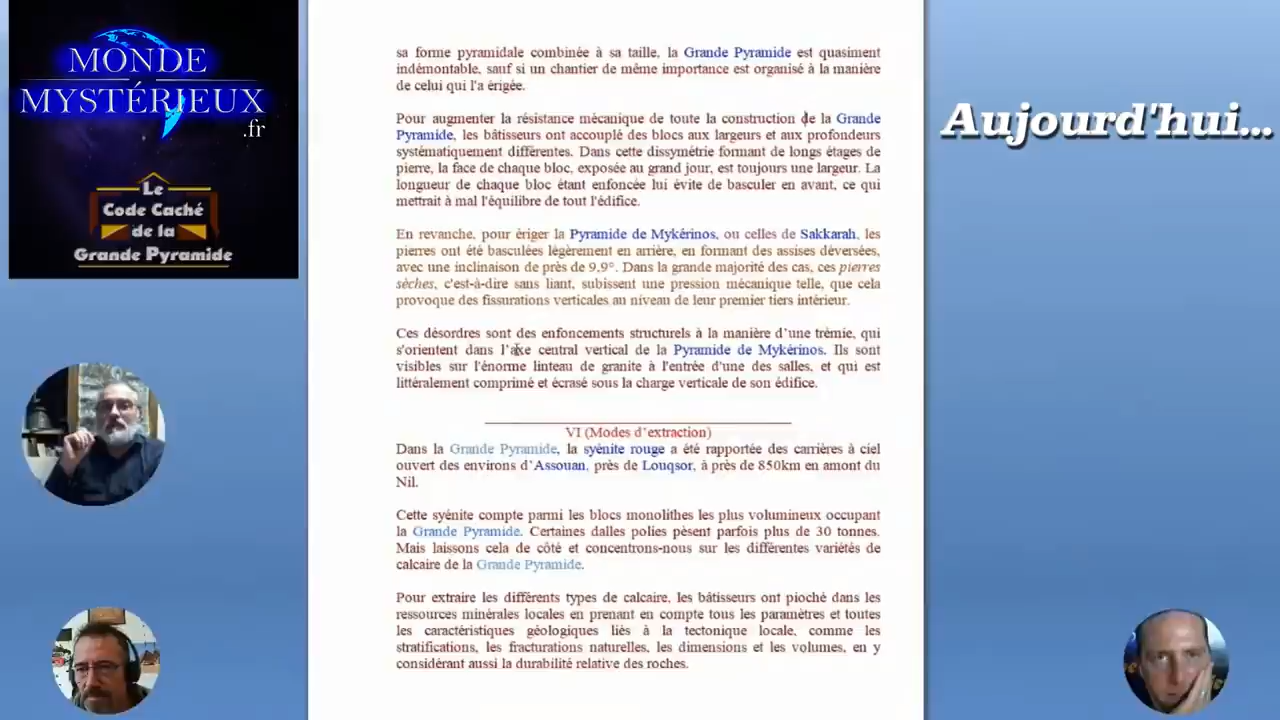 MONDE
MYSTÉRIEUX
.fr
Le
Code Caché
de la
Grande Pyramide
Aujourd'hui...
sa forme pyramidale combinée à sa taille, la Grande Pyramide est quasiment
indémontable, sauf si un chantier de même importance est organisé à la manière
de celui qui l'a érigée.
Pour augmenter la résistance mécanique de toute la construction de la Grande
Pyramide, les bâtisseurs ont accouplé des blocs aux largeurs et aux profondeurs
systématiquement différentes. Dans cette dissymétrie formant de longs étages de
pierre, la face de chaque bloc, exposée au grand jour, est toujours une largeur. La
longueur de chaque bloc étant enfoncée lui évite de basculer en avant, ce qui
mettrait à mal l'équilibre de tout l'édifice.
En revanche, pour ériger la Pyramide de Mykérinos, ou celles de Sakkarah, les
pierres ont été basculées légèrement en arrière, en formant des assises déversées,
avec une inclinaison de près de 9,9°. Dans la grande majorité des cas, ces pierres
sèches, c'est-à-dire sans liant, subissent une pression mécanique telle, que cela
provoque des fissurations verticales au niveau de leur premier tiers intérieur.
Ces désordres sont des enfoncements structurels à la manière d’une trémie, qui
s'orientent dans l’axe central vertical de la Pyramide de Mykérinos. Ils sont
visibles sur l'énorme linteau de granite à l'entrée d'une des salles, et qui est
littéralement comprimé et écrasé sous la charge verticale de son édifice.
VI (Modes d’extraction)
Dans la Grande Pyramide, la syénite rouge a été rapportée des carrières à ciel
ouvert des environs d’Assouan, près de Louqsor, à près de 850km en amont du
Nil.
Cette syénite compte parmi les blocs monolithes les plus volumineux occupant
la Grande Pyramide. Certaines dalles polies pèsent parfois plus de 30 tonnes.
Mais laissons cela de côté et concentrons-nous sur les différentes variétés de
calcaire de la Grande Pyramide.
Pour extraire les différents types de calcaire, les bâtisseurs ont pioché dans les
ressources minérales locales en prenant en compte tous les paramètres et toutes
les caractéristiques géologiques liés à la tectonique locale, comme les
stratifications, les fracturations naturelles, les dimensions et les volumes, en y
considérant aussi la durabilité relative des roches.